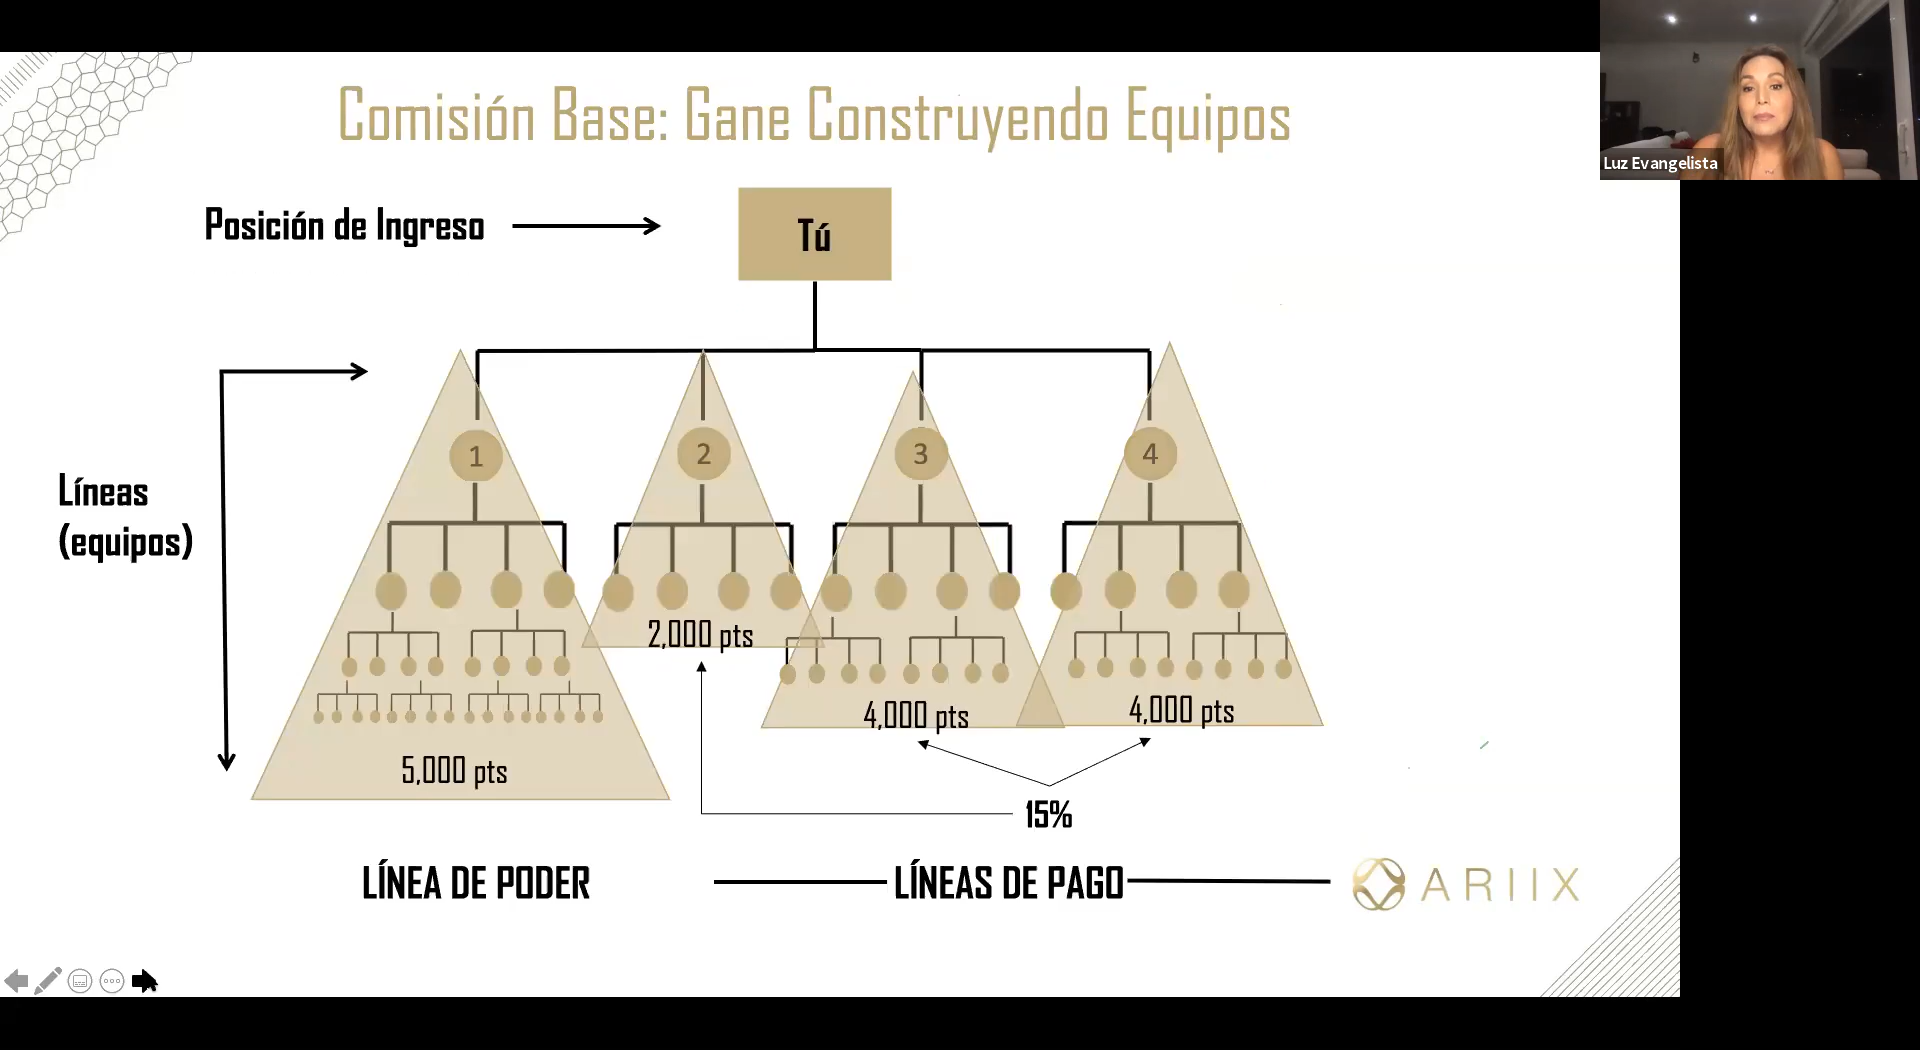 Comisión Base: Gane Construyendo Equipos
Luz Evangelista
Posición de Ingreso
Tú
1
2
3
4
Líneas
(equipos)
2,000 pts
4,000 pts
4,000 pts
5,000 pts
15%
LÍNEA DE PODER
LÍNEAS DE PAGO
ARIIX